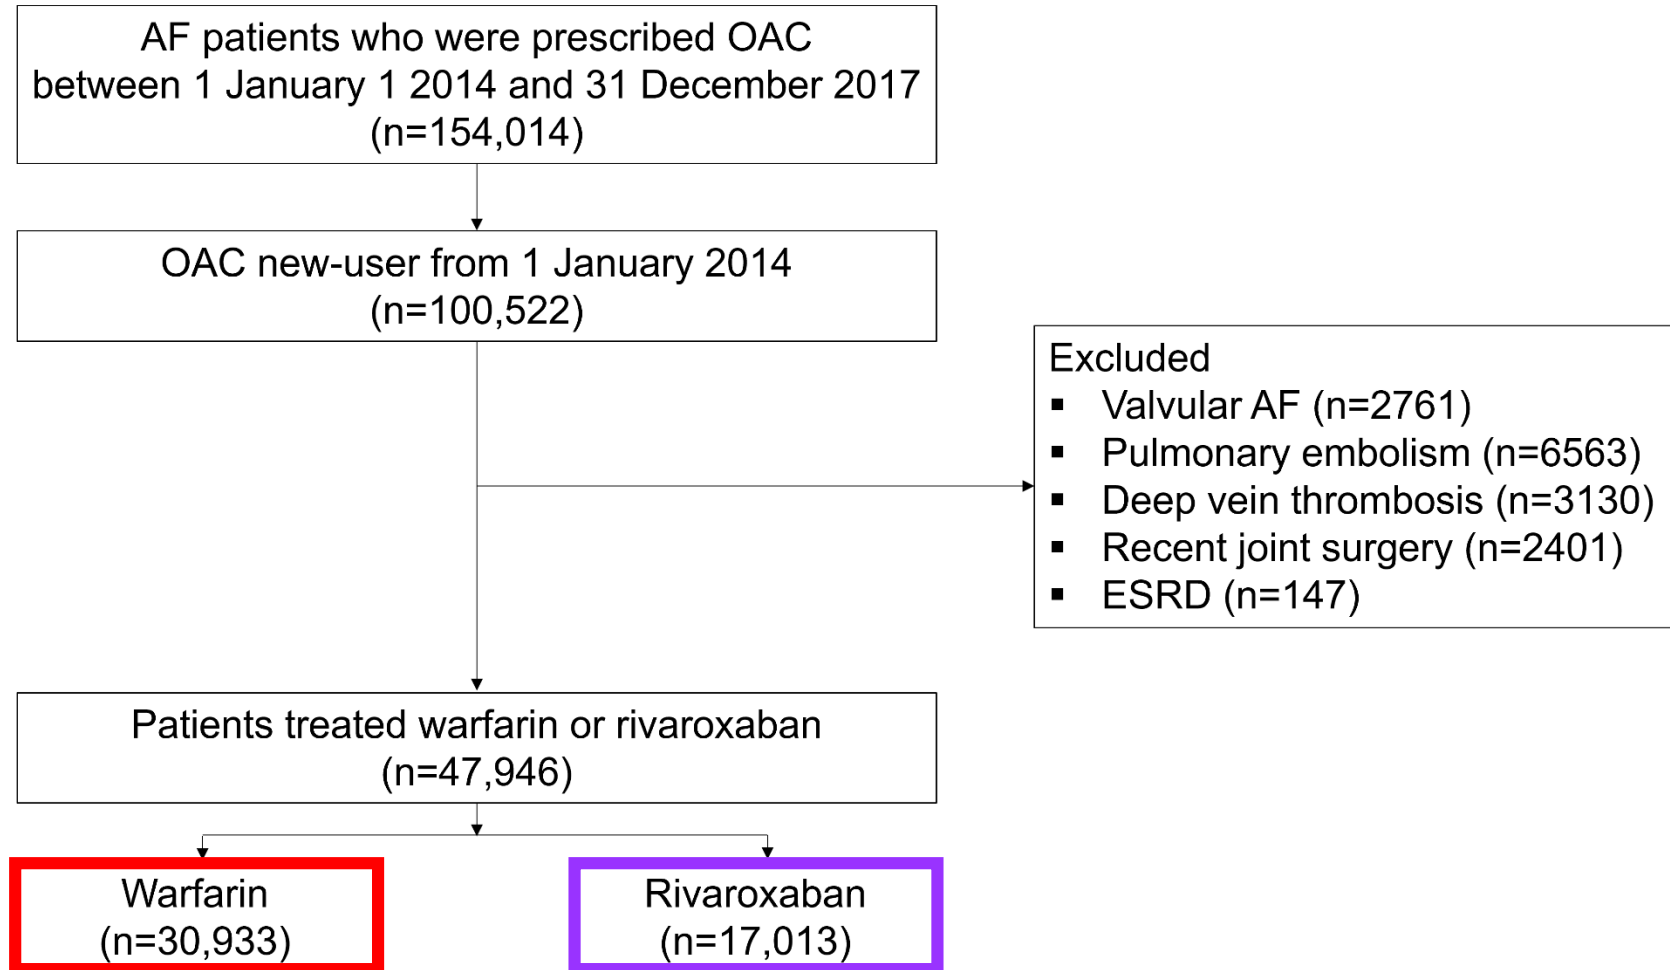 AF patients who were prescribed OAC
between 1 January 1 2014 and 31 December 2017
(n=154,014)
OAC new-user from 1 January 2014
(n=100,522)
Excluded
▪ Valvular AF (n=2761)
▪ Pulmonary embolism (n=6563)
▪ Deep vein thrombosis (n=3130)
▪ Recent joint surgery (n=2401)
▪ ESRD (n=147)
Patients treated warfarin or rivaroxaban
(n=47,946)
Warfarin
(n=30,933)
Rivaroxaban
(n=17,013)